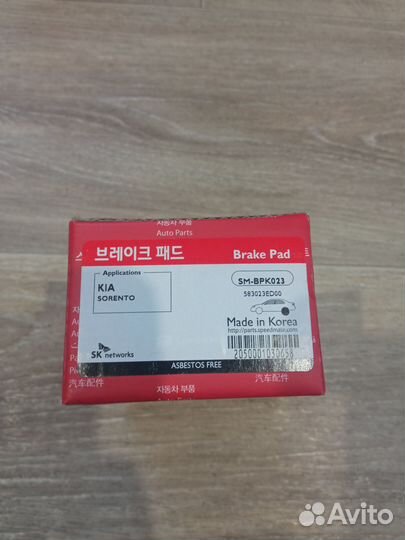 자동차 부품
Auto Parts
브레이크 패드 Brake Pad
Applications
KIA
SORENTO
SM-BPK023
583023ED00
Made in Korea
http://parts.speedmate.com
SK networks
2050001030658
ASBESTOS FREE
汽车配件
자동차 부품
汽车配件
Avito